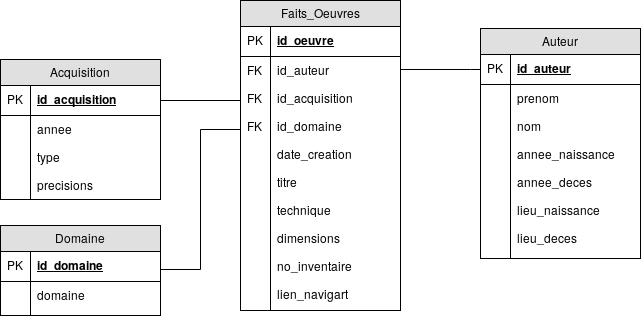 Faits_Oeuvres
PK id_oeuvre
FK id_auteur
FK id_acquisition
FK id_domaine
date_creation
titre
technique
dimensions
no_inventaire
lien_navigart
Acquisition
PK id_acquisition
annee
type
precisions
Domaine
PK id_domaine
domaine
Auteur
PK id_auteur
prenom
nom
annee_naissance
annee_deces
lieu_naissance
lieu_deces